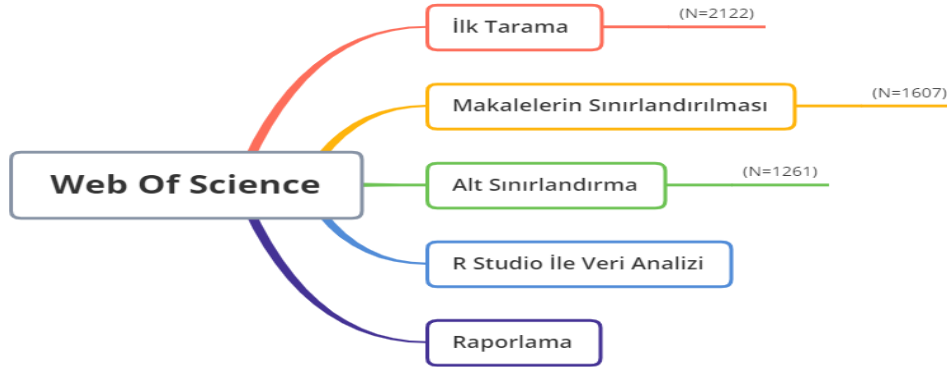 Web Of Science
İlk Tarama
(N=2122)
Makalelerin Sınırlandırılması
(N=1607)
Alt Sınırlandırma
(N=1261)
R Studio İle Veri Analizi
Raporlama